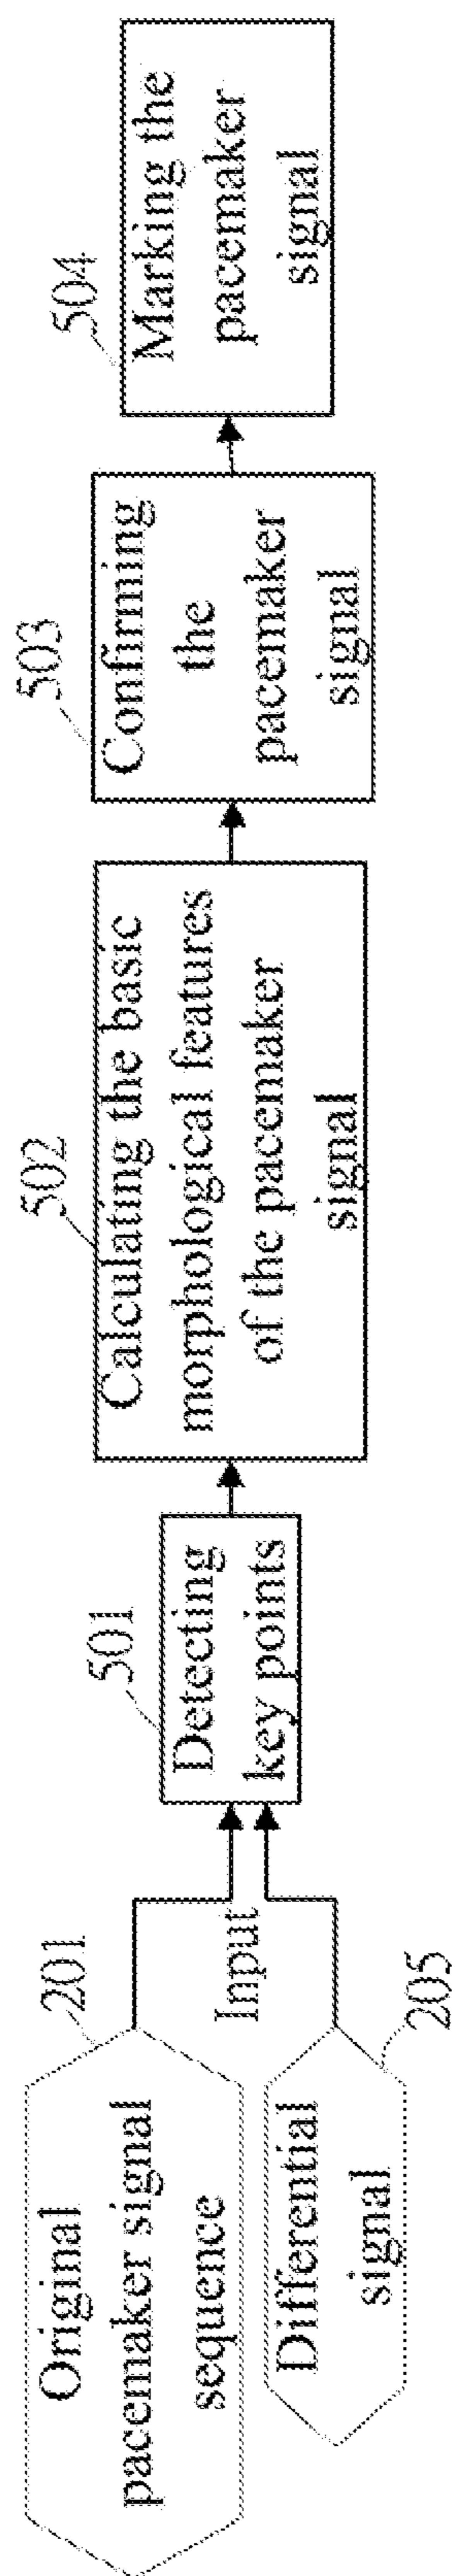 Original
pacemaker signal
sequence
201
Differential
signal
205
Input
501
Detecting
key points
502
Calculating the basic
morphological features
of the pacemaker
signal
503
Confirming
the
pacemaker
signal
504
Marking the
pacemaker
signal